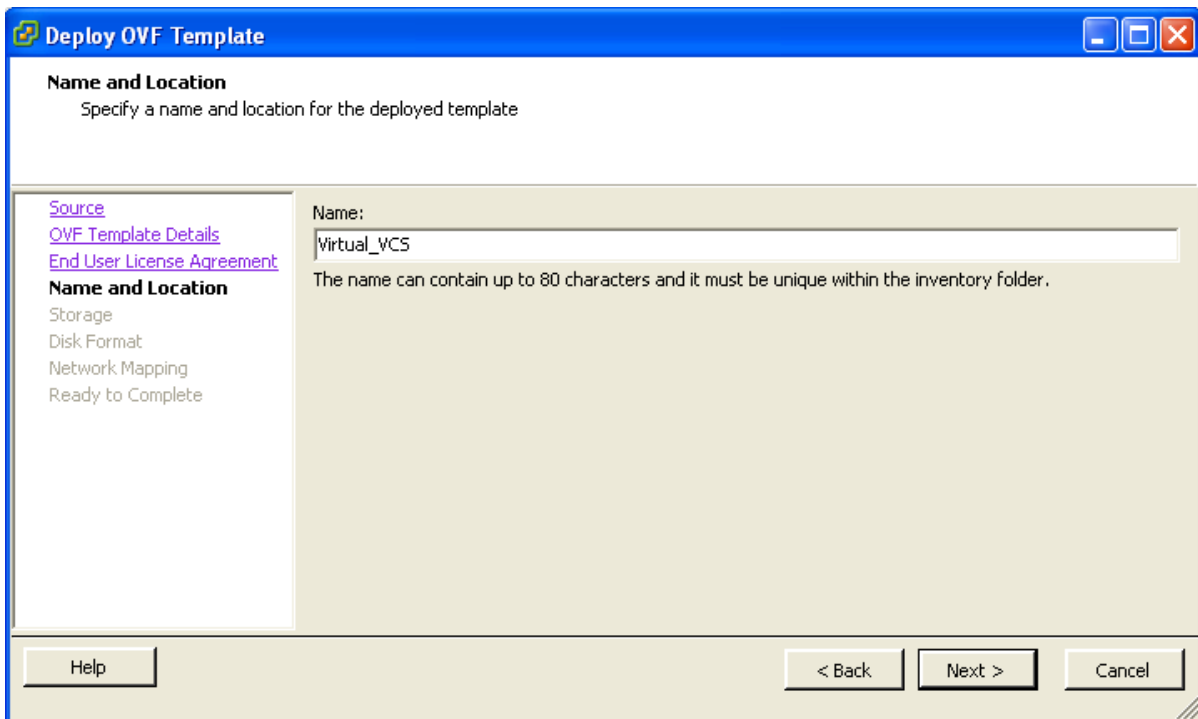 Deploy OVF Template
Name and Location
Specify a name and location for the deployed template
Source
OVF Template Details
End User License Agreement
Name and Location
Storage
Disk Format
Network Mapping
Ready to Complete
Name:
Virtual_VCS
The name can contain up to 80 characters and it must be unique within the inventory folder.
Help
< Back
Next >
Cancel